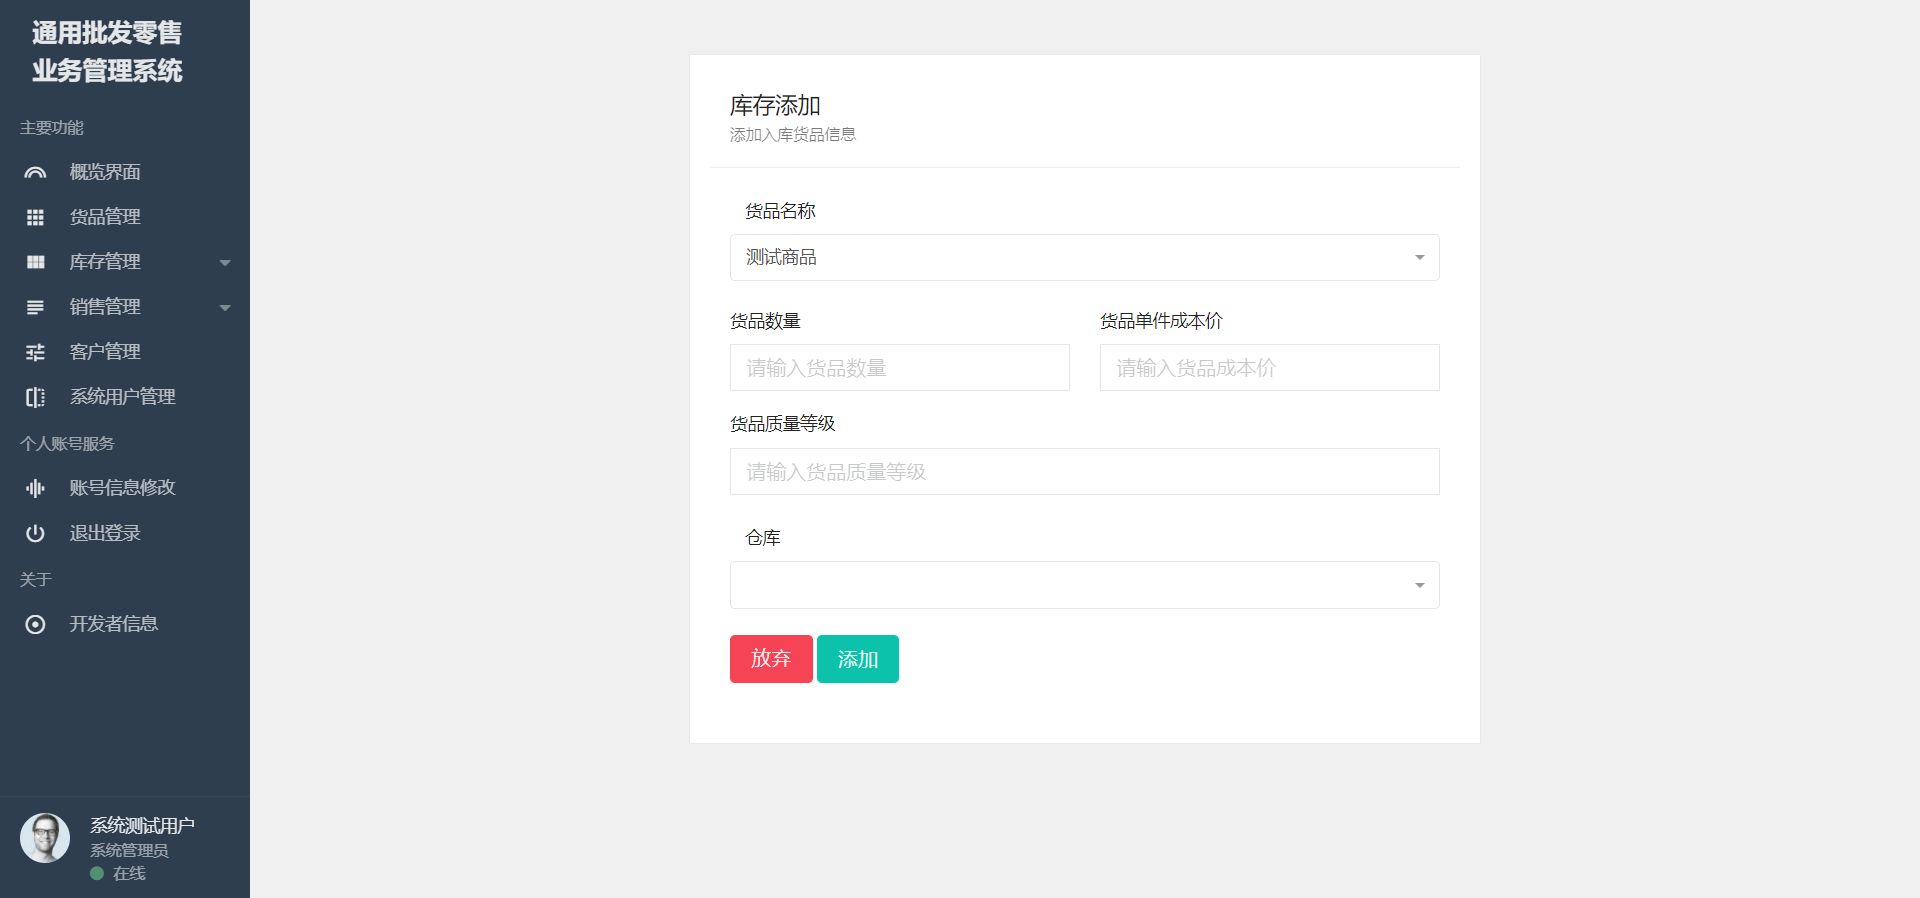 通用批发零售
业务管理系统
主要功能
概览界面
货品管理
库存管理
销售管理
客户管理
系统用户管理
个人账号服务
账号信息修改
退出登录
关于
开发者信息
系统测试用户
系统管理员
在线
库存添加
添加入库货品信息
货品名称
测试商品
货品数量
货品单件成本价
请输入货品数量
请输入货品成本价
货品质量等级
请输入货品质量等级
仓库
放弃
添加